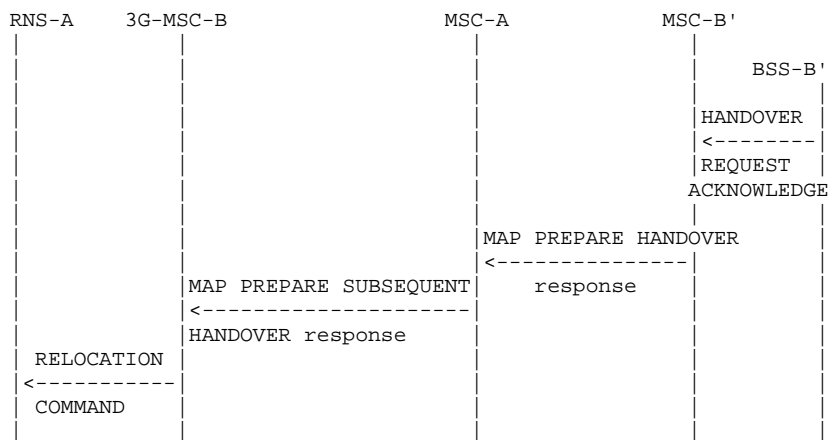 RNS-A 3G-MSC-B MSC-A MSC-B'
BSS-B'
HANDOVER
REQUEST
ACKNOWLEDGE
MAP PREPARE HANDOVER
response
MAP PREPARE SUBSEQUENT
HANDOVER response
RELOCATION
COMMAND